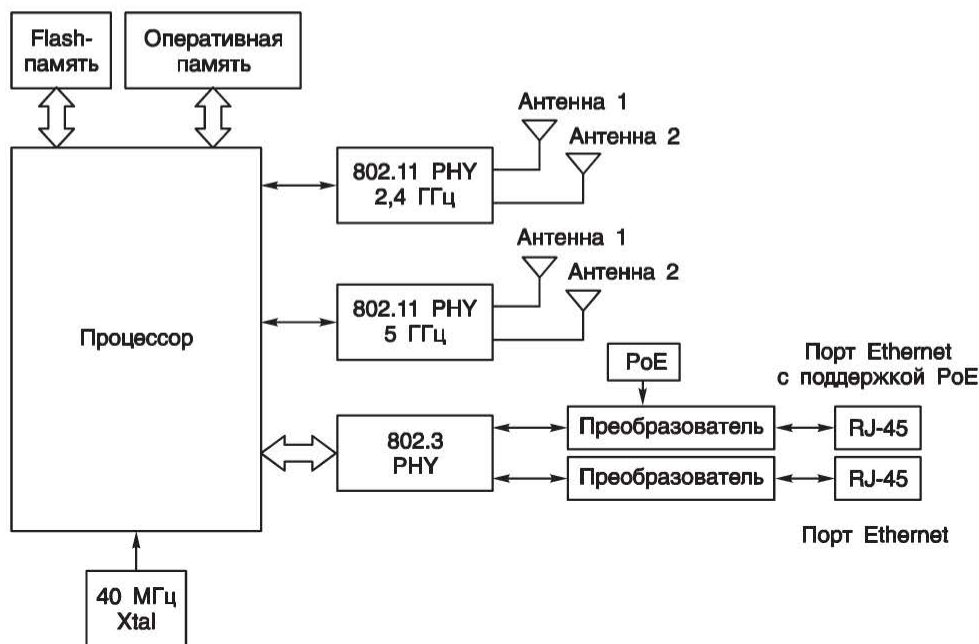 Flash-
память
Оперативная
память
Антенна 1
Антенна 2
802.11 PHY
2,4 ГГц
Антенна 1
Антенна 2
802.11 PHY
5 ГГц
Процессор
PoE
Порт Ethernet
с поддержкой PoE
802.3
PHY
Преобразователь
RJ-45
Преобразователь
RJ-45
Порт Ethernet
40 МГц
Xtal